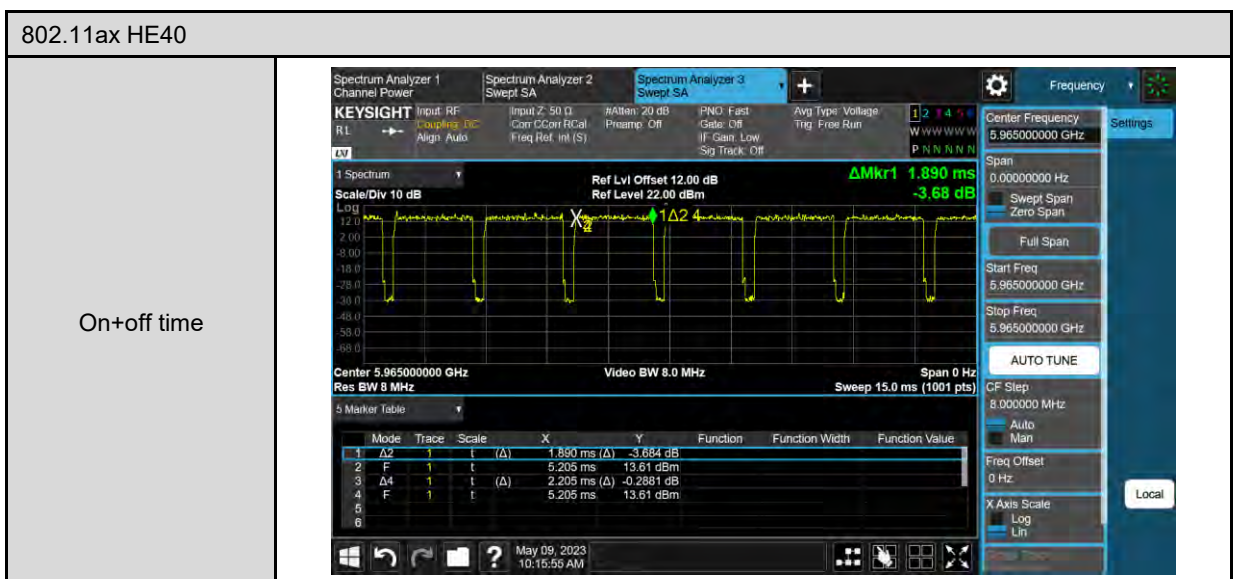 802.11ax HE40
On+off time
Spectrum Analyzer 1
Channel Power
Spectrum Analyzer 2
Swept SA
Spectrum Analyzer 3
Swept SA
+
Frequency
KEYSIGHT
RL
LXI
Input: RF
Coupling: DC
Align: Auto
Input Z: 50 Ω
Corr CCorr RCal
Freq Ref: Int (S)
#Atten: 20 dB
Preamp: Off
PNO: Fast
Gate: Off
IF Gain: Low
Sig Track: Off
Avg Type: Voltage
Trig: Free Run
1 2 3 4 5 6
W W W W W W
P N N N N N
1 Spectrum
Scale/Div 10 dB
Ref Lvl Offset 12.00 dB
Ref Level 22.00 dBm
ΔMkr1 1.890 ms
-3.68 dB
Log
12.0
2.00
-8.00
-18.0
-28.0
-38.0
-48.0
-58.0
-68.0
1Δ2
4
Center 5.965000000 GHz
Res BW 8 MHz
Video BW 8.0 MHz
Span 0 Hz
Sweep 15.0 ms (1001 pts)
5 Marker Table
Mode Trace Scale X Y Function Function Width Function Value
1 Δ2 1 t (Δ) 1.890 ms (Δ) -3.684 dB
2 F 1 t 5.205 ms 13.61 dBm
3 Δ4 1 t (Δ) 2.205 ms (Δ) -0.2881 dB
4 F 1 t 5.205 ms 13.61 dBm
5
6
?
May 09, 2023
10:15:55 AM
Center Frequency
5.965000000 GHz
Settings
Span
0.00000000 Hz
Swept Span
Zero Span
Full Span
Start Freq
5.965000000 GHz
Stop Freq
5.965000000 GHz
AUTO TUNE
CF Step
8.000000 MHz
Auto
Man
Freq Offset
0 Hz
X Axis Scale
Log
Lin
Local